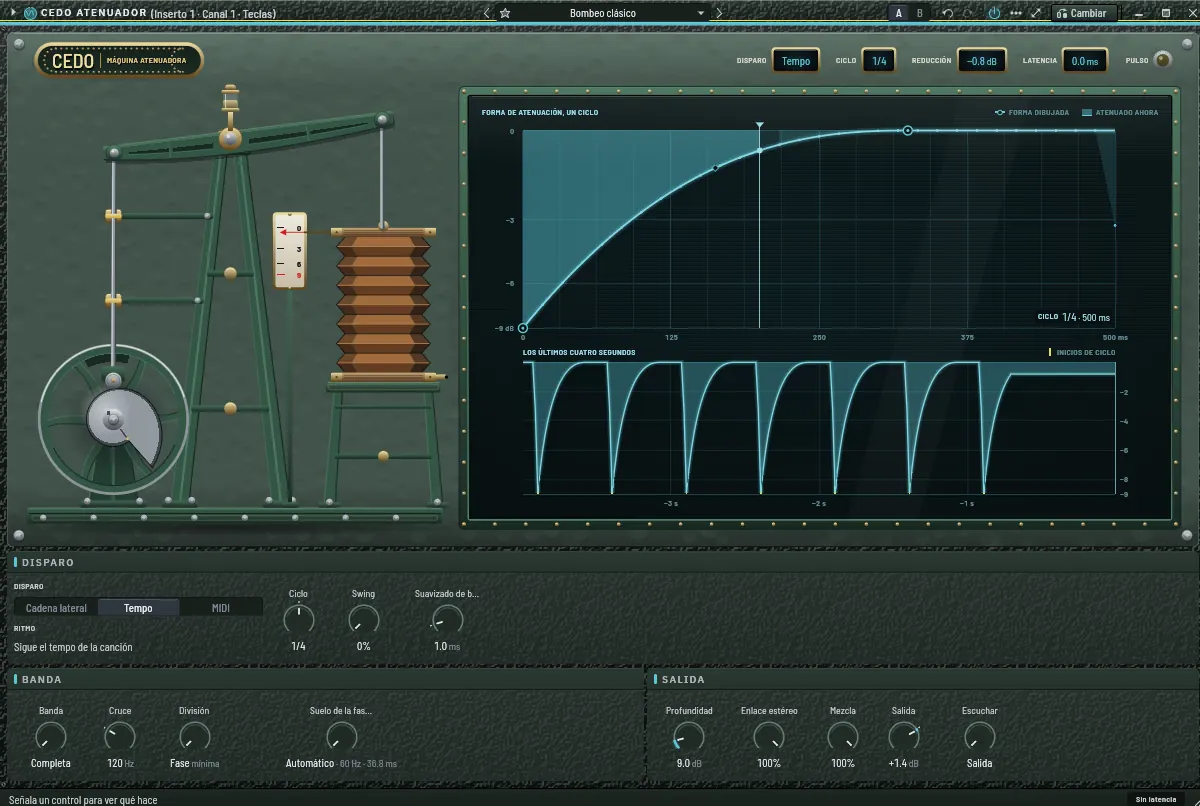 CEDO ATENUADOR (Inserto 1 · Canal 1 · Teclas)
Bombeo clásico
A B
Cambiar
CEDO MÁQUINA ATENUADORA
DISPARO Tempo CICLO 1/4 REDUCCIÓN −0.8 dB LATENCIA 0.0 ms PULSO
FORMA DE ATENUACIÓN, UN CICLO
FORMA DIBUJADA ATENUADO AHORA
0
−3
−6
−9 dB
CICLO 1/4 · 500 ms
0 125 250 375 500 ms
0
3
6
9
LOS ÚLTIMOS CUATRO SEGUNDOS INICIOS DE CICLO
−2
−4
−6
−8
−9
−3 s −2 s −1 s
DISPARO
DISPARO
Cadena lateral Tempo MIDI
RITMO
Sigue el tempo de la canción
Ciclo Swing Suavizado de b...
1/4 0% 1.0 ms
BANDA
Banda Cruce División Suelo de la fas...
Completa 120 Hz Fase mínima Automático · 60 Hz · 36.8 ms
SALIDA
Profundidad Enlace estéreo Mezcla Salida Escuchar
9.0 dB 100% 100% +1.4 dB Salida
Señala un control para ver qué hace
Sin latencia